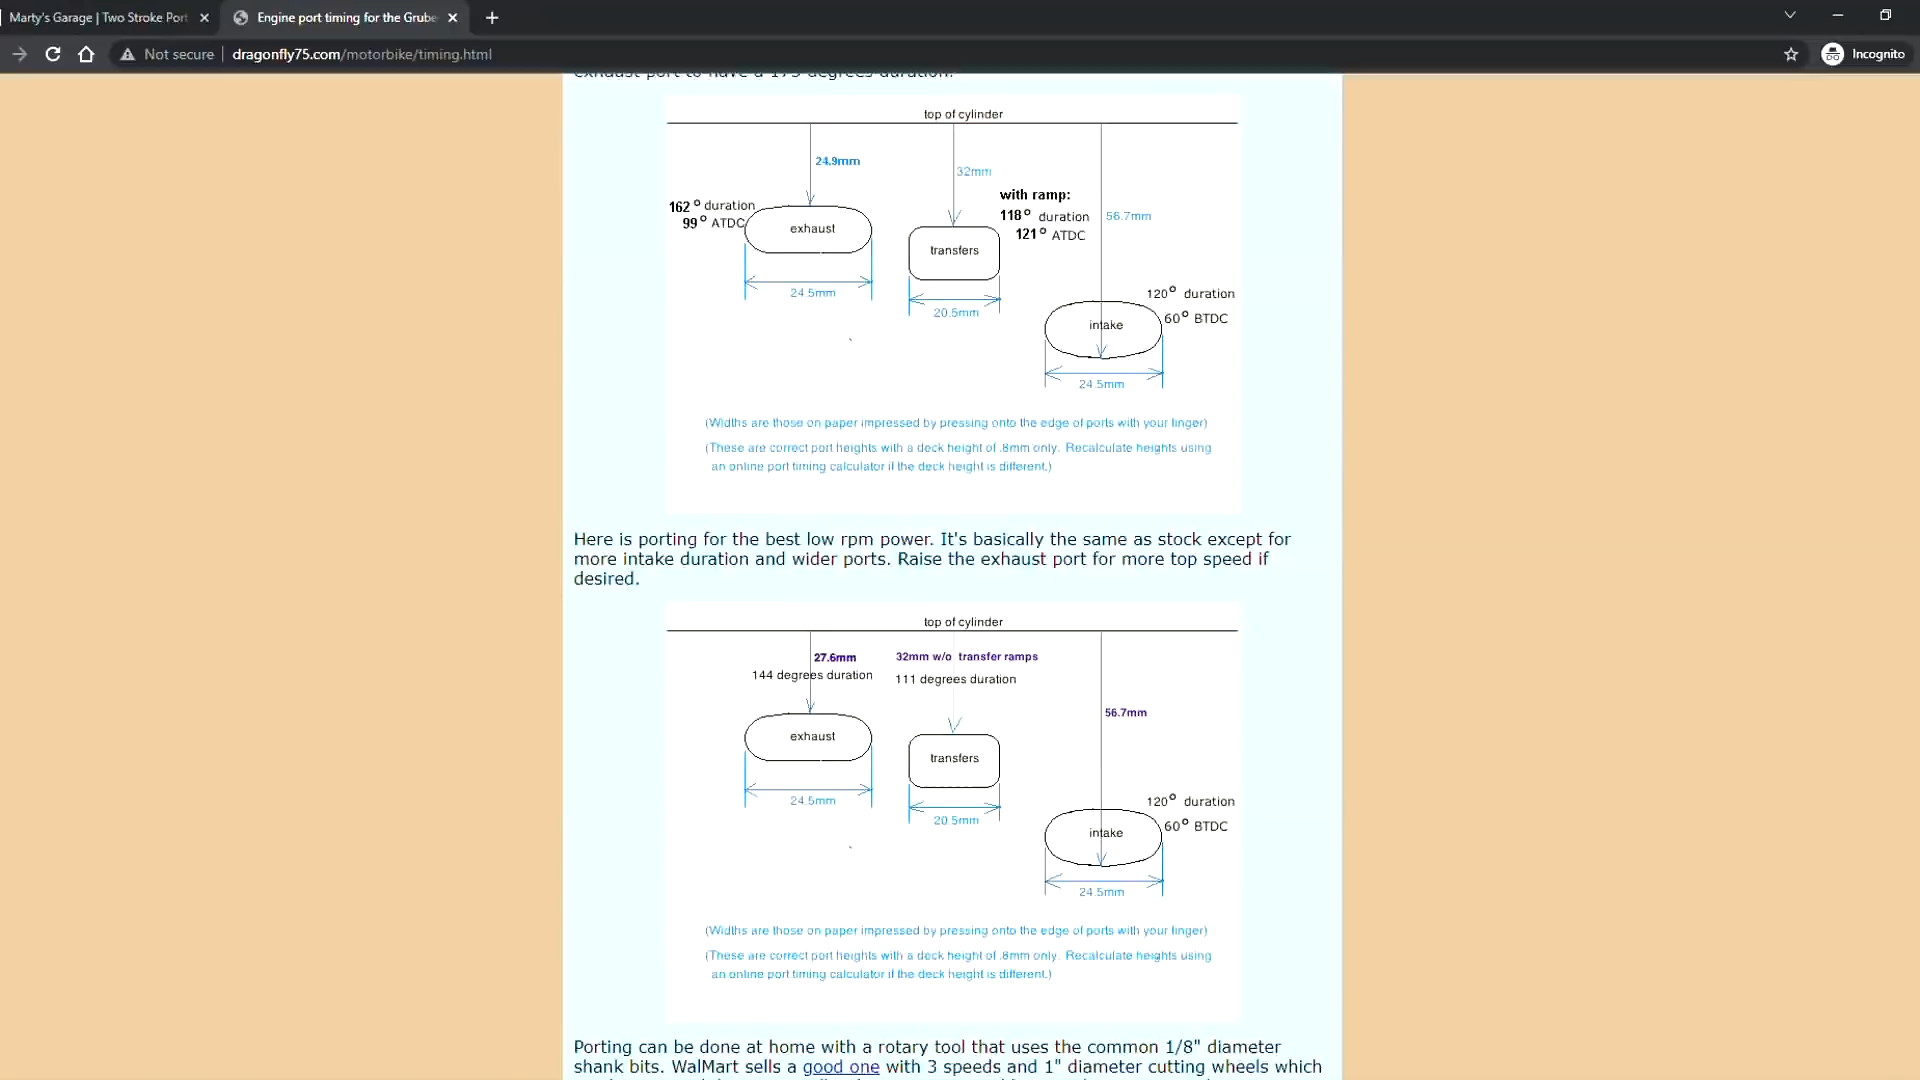 Marty's Garage | Two Stroke Port
Engine port timing for the Grube
Not secure
dragonfly75.com/motorbike/timing.html
Incognito
exhaust port to have a 175 degrees duration.
top of cylinder
24.9mm
32mm
with ramp:
162° duration
99° ATDC
118° duration
56.7mm
121° ATDC
exhaust
transfers
24.5mm
20.5mm
120° duration
60° BTDC
intake
24.5mm
(Widths are those on paper impressed by pressing onto the edge of ports with your finger)
(These are correct port heights with a deck height of .8mm only. Recalculate heights using
an online port timing calculator if the deck height is different.)
Here is porting for the best low rpm power. It's basically the same as stock except for
more intake duration and wider ports. Raise the exhaust port for more top speed if
desired.
top of cylinder
27.6mm
32mm w/o transfer ramps
144 degrees duration
111 degrees duration
56.7mm
exhaust
transfers
24.5mm
20.5mm
120° duration
60° BTDC
intake
24.5mm
(Widths are those on paper impressed by pressing onto the edge of ports with your finger)
(These are correct port heights with a deck height of .8mm only. Recalculate heights using
an online port timing calculator if the deck height is different.)
Porting can be done at home with a rotary tool that uses the common 1/8" diameter
shank bits. WalMart sells a good one with 3 speeds and 1" diameter cutting wheels which